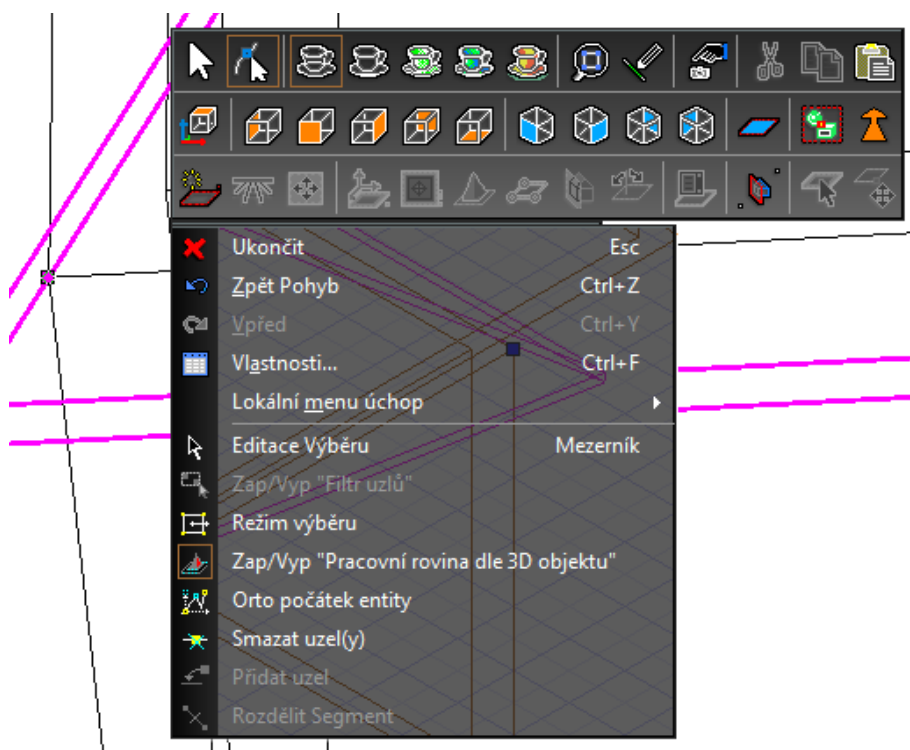 Ukončit Esc
Zpět Pohyb Ctrl+Z
Vpřed Ctrl+Y
Vlastnosti... Ctrl+F
Lokální menu úchop
Editace Výběru Mezerník
Zap/Vyp "Filtr uzlů"
Režim výběru
Zap/Vyp "Pracovní rovina dle 3D objektu"
Orto počátek entity
Smazat uzel(y)
Přidat uzel
Rozdělit Segment